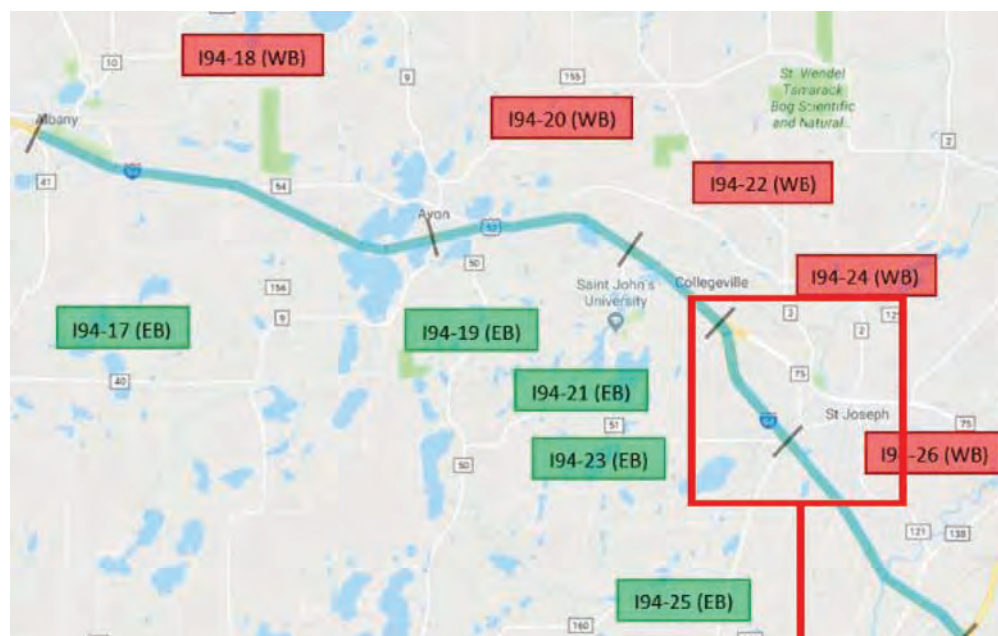 I94-18 (WB)
10
9
155
St. Wendel
Tamarack
Bog Scientific
and Natural..
I94-20 (WB)
Albany
2
I94-22 (WB)
41
54
Avon
52
50
Collegeville
Saint John's
University
I94-24 (WB)
156
9
I94-17 (EB)
I94-19 (EB)
2
12
2
40
I94-21 (EB)
75
St Joseph
51
75
I94-23 (EB)
50
I94-26 (WB)
121
138
I94-25 (EB)
160